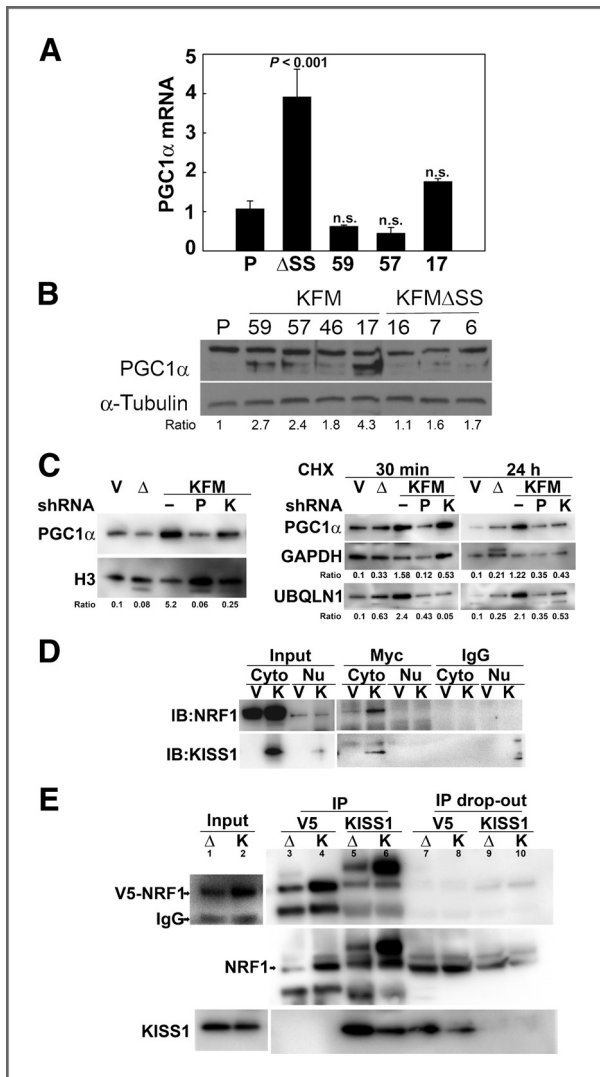 A
PGC1α mRNA
5
4
3
2
1
0
P < 0.001
n.s.
n.s.
n.s.
P ΔSS 59 57 17
B
KFM KFMΔSS
P 59 57 46 17 16 7 6
PGC1α
α-Tubulin
Ratio 1 2.7 2.4 1.8 4.3 1.1 1.6 1.7
C
V Δ KFM
shRNA – P K
PGC1α
H3
Ratio 0.1 0.08 5.2 0.06 0.25
CHX 30 min 24 h
V Δ KFM V Δ KFM
shRNA – P K – P K
PGC1α
GAPDH
Ratio 0.1 0.33 1.58 0.12 0.53 0.1 0.21 1.22 0.35 0.43
UBQLN1
Ratio 0.1 0.63 2.4 0.43 0.05 0.1 0.25 2.1 0.35 0.53
D
Input Myc IgG
Cyto Nu Cyto Nu Cyto Nu
V K V K V K V K V K V K
IB:NRF1
IB:KISS1
E
IP IP drop-out
Input V5 KISS1 V5 KISS1
Δ K Δ K Δ K Δ K Δ K
1 2 3 4 5 6 7 8 9 10
V5-NRF1
IgG
NRF1
KISS1